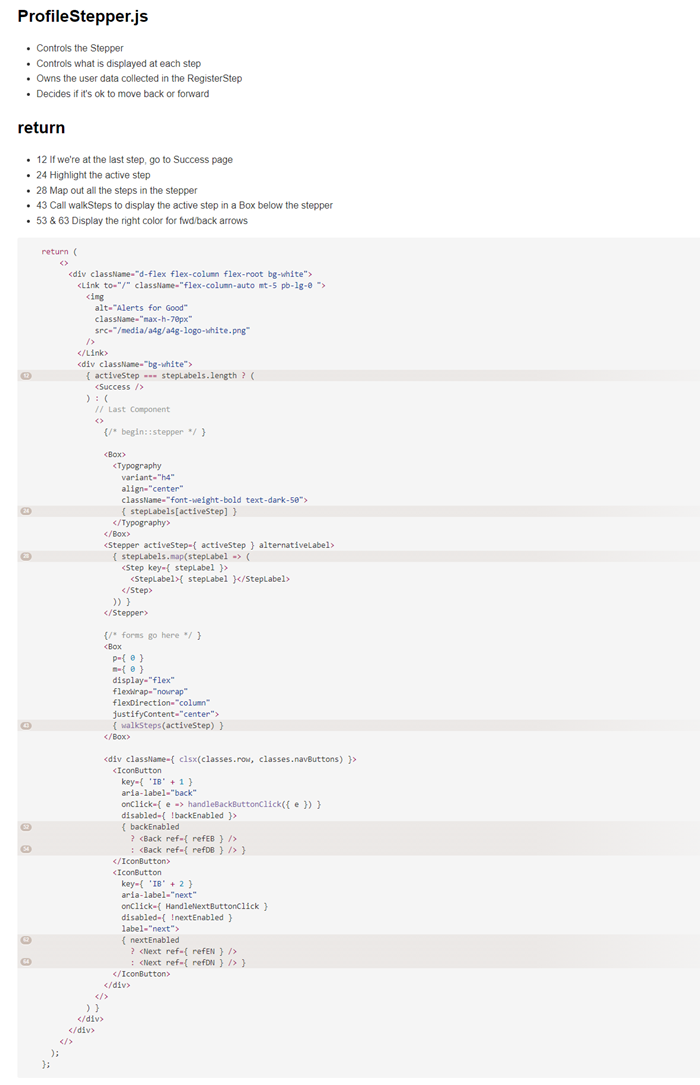 ProfileStepper.js
• Controls the Stepper
• Controls what is displayed at each step
• Owns the user data collected in the RegisterStep
• Decides if it's ok to move back or forward
return
• 12 If we're at the last step, go to Success page
• 24 Highlight the active step
• 28 Map out all the steps in the stepper
• 43 Call walkSteps to display the active step in a Box below the stepper
• 53 & 63 Display the right color for fwd/back arrows
return (
<>
<div className="d-flex flex-column flex-root bg-white">
<Link to="/" className="flex-column-auto mt-5 pb-lg-0 ">
<img
alt="Alerts for Good"
className="max-h-70px"
src="/media/a4g/a4g-logo-white.png"
/>
</Link>
<div className="bg-white">
{ activeStep === stepLabels.length ? (
<Success />
) : (
// Last Component
<>
{/* begin::stepper */ }
<Box>
<Typography
variant="h4"
align="center"
className="font-weight-bold text-dark-50">
{ stepLabels[activeStep] }
</Typography>
</Box>
<Stepper activeStep={ activeStep } alternativeLabel>
{ stepLabels.map(stepLabel => (
<Step key={ stepLabel }>
<StepLabel>{ stepLabel }</StepLabel>
</Step>
)) }
</Stepper>
{/* forms go here */ }
<Box
p={ 0 }
m={ 0 }
display="flex"
flexWrap="nowrap"
flexDirection="column"
justifyContent="center">
{ walkSteps(activeStep) }
</Box>
<div className={ clsx(classes.row, classes.navButtons) }>
<IconButton
key={ 'IB' + 1 }
aria-label="back"
onClick={ e => handleBackButtonClick({ e }) }
disabled={ !backEnabled }>
{ backEnabled
? <Back ref={ refEB } />
: <Back ref={ refDB } /> }
</IconButton>
<IconButton
key={ 'IB' + 2 }
aria-label="next"
onClick={ HandleNextButtonClick }
disabled={ !nextEnabled }
label="next">
{ nextEnabled
? <Next ref={ refEN } />
: <Next ref={ refDN } /> }
</IconButton>
</div>
</>
) }
</div>
</div>
</>
);
};